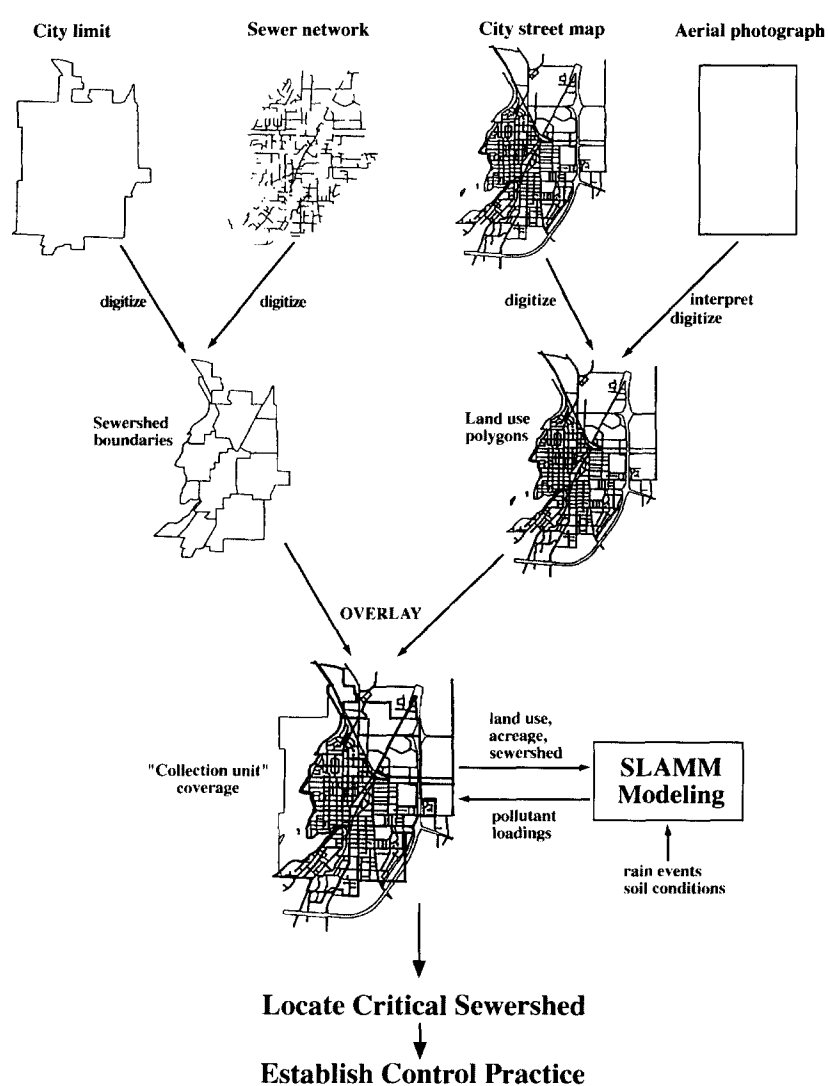 City limit
Sewer network
City street map
Aerial photograph
digitize
digitize
digitize
interpret
digitize
Sewershed
boundaries
Land use
polygons
OVERLAY
"Collection unit"
coverage
land use,
acreage,
sewershed
SLAMM
Modeling
pollutant
loadings
rain events
soil conditions
Locate Critical Sewershed
Establish Control Practice